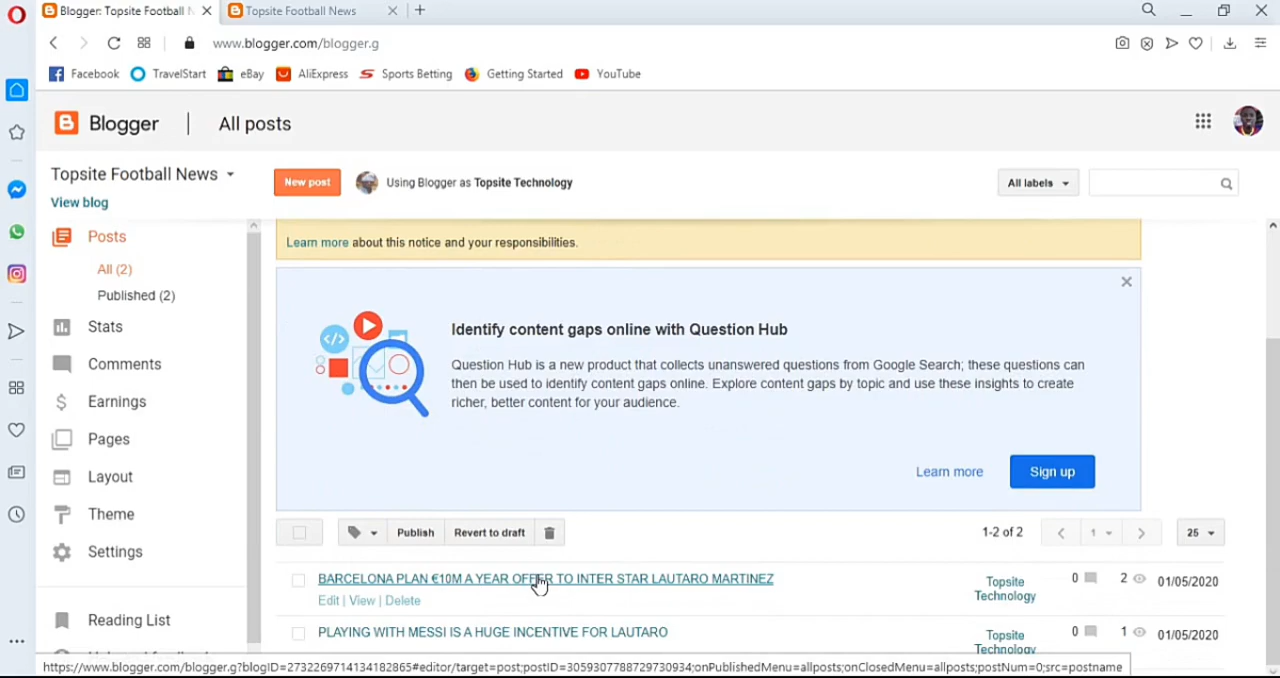 Blogger: Topsite Football N
Topsite Football News
www.blogger.com/blogger.g
Facebook TravelStart eBay AliExpress Sports Betting Getting Started YouTube
Blogger | All posts
Topsite Football News
View blog
New post
Using Blogger as Topsite Technology
All labels
Posts
All (2)
Published (2)
Stats
Comments
Earnings
Pages
Layout
Theme
Settings
Reading List
Learn more about this notice and your responsibilities.
Identify content gaps online with Question Hub
Question Hub is a new product that collects unanswered questions from Google Search; these questions can
then be used to identify content gaps online. Explore content gaps by topic and use these insights to create
richer, better content for your audience.
Learn more
Sign up
Publish
Revert to draft
1-2 of 2
1
25
BARCELONA PLAN €10M A YEAR OFFER TO INTER STAR LAUTARO MARTINEZ
Edit | View | Delete
Topsite
Technology
0
2
01/05/2020
PLAYING WITH MESSI IS A HUGE INCENTIVE FOR LAUTARO
Topsite
Technology
0
1
01/05/2020
https://www.blogger.com/blogger.g?blogID=2732269714134182865#editor/target=post;postID=3059307788729730934;onPublishedMenu=allposts;onClosedMenu=allposts;postNum=0;src=postname